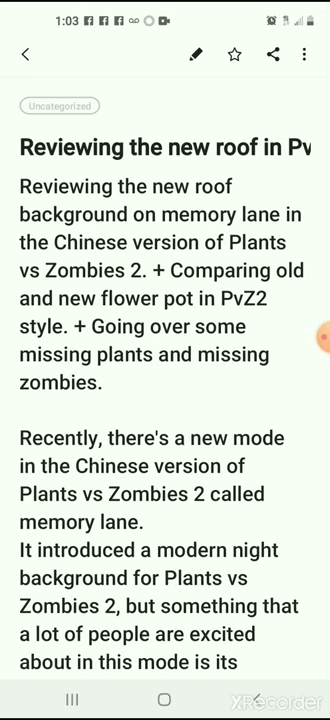 1:03
Uncategorized
Reviewing the new roof in Pv
Reviewing the new roof
background on memory lane in
the Chinese version of Plants
vs Zombies 2. + Comparing old
and new flower pot in PvZ2
style. + Going over some
missing plants and missing
zombies.
Recently, there's a new mode
in the Chinese version of
Plants vs Zombies 2 called
memory lane.
It introduced a modern night
background for Plants vs
Zombies 2, but something that
a lot of people are excited
about in this mode is its
XRecorder